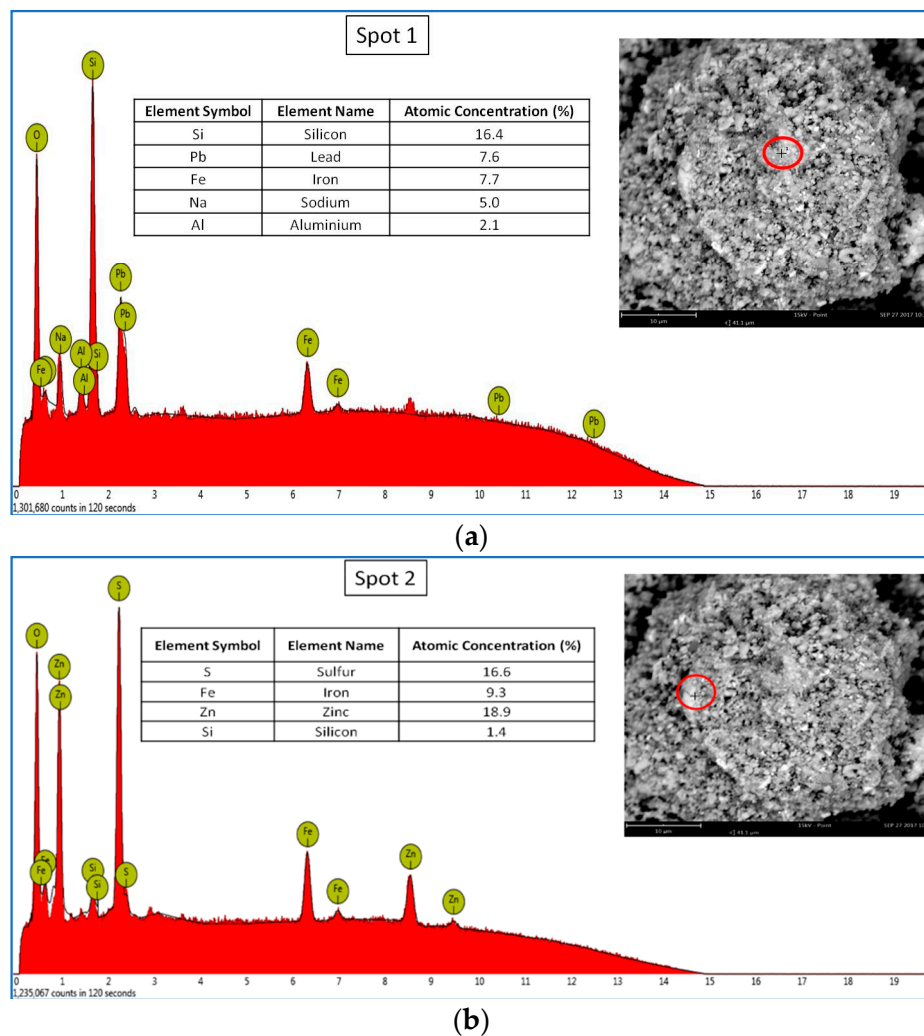 Spot 1
Element Symbol Element Name Atomic Concentration (%)
Si Silicon 16.4
Pb Lead 7.6
Fe Iron 7.7
Na Sodium 5.0
Al Aluminium 2.1
Si
O
Pb
Pb
Na
Al
Si
Fe
Al
Fe
Fe
Pb
Pb
15kV - Point SEP 27 2017 10:
0 1 2 3 4 5 6 7 8 9 10 11 12 13 14 15 16 17 18 19
1,301,680 counts in 120 seconds
(a)
Spot 2
Element Symbol Element Name Atomic Concentration (%)
S Sulfur 16.6
Fe Iron 9.3
Zn Zinc 18.9
Si Silicon 1.4
S
O
Zn
Zn
Fe
Fe
Si
Si
S
Fe
Fe
Zn
Zn
SEP 27 2017
0 1 2 3 4 5 6 7 8 9 10 11 12 13 14 15 16 17 18 19
1,235,067 counts in 120 seconds
(b)